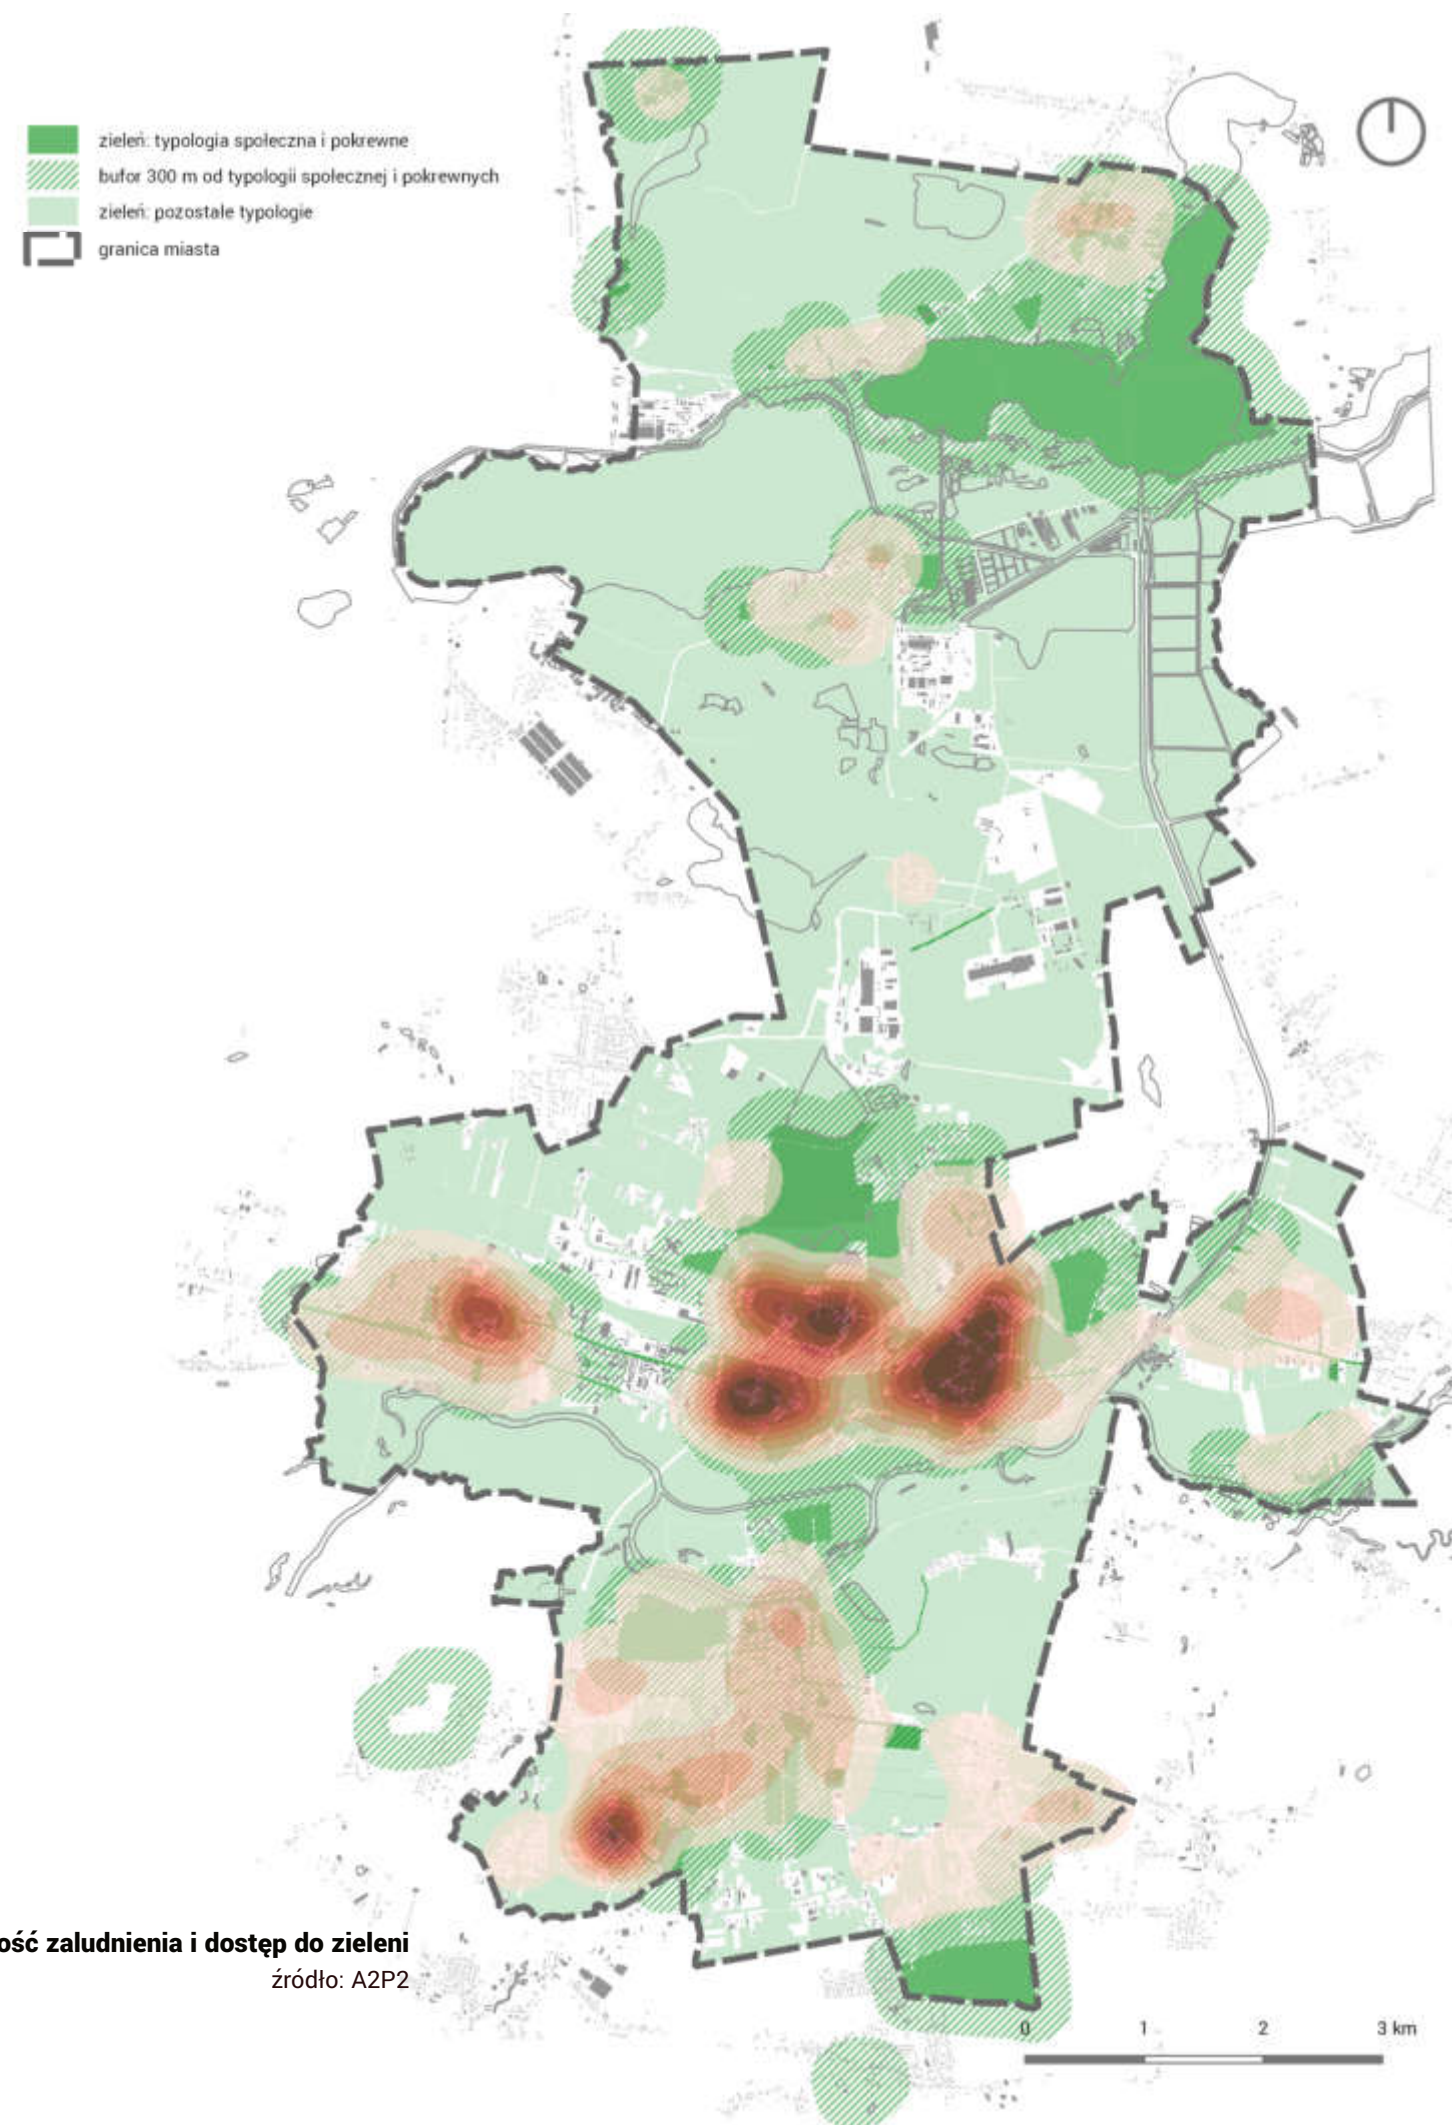 zieleń: typologia społeczna i pokrewne
bufor 300 m od typologii społecznej i pokrewnych
zieleń: pozostałe typologie
granica miasta
ość zaludnienia i dostęp do zieleni
źródło: A2P2
0 1 2 3 km